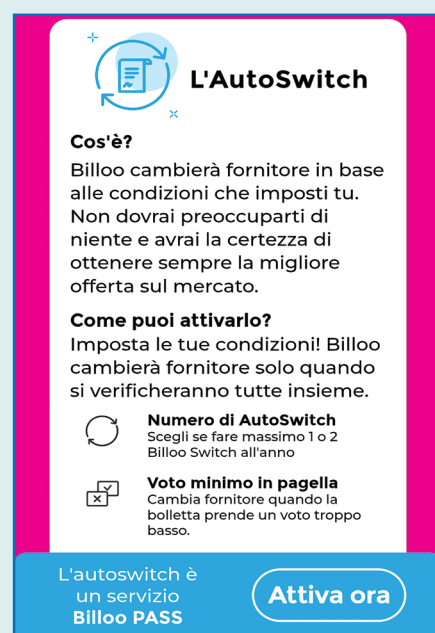 L'AutoSwitch
Cos'è?
Billoo cambierà fornitore in base
alle condizioni che imposti tu.
Non dovrai preoccuparti di
niente e avrai la certezza di
ottenere sempre la migliore
offerta sul mercato.
Come puoi attivarlo?
Imposta le tue condizioni! Billoo
cambierà fornitore solo quando
si verificheranno tutte insieme.
Numero di AutoSwitch
Scegli se fare massimo 1 o 2
Billoo Switch all'anno
Voto minimo in pagella
Cambia fornitore quando la
bolletta prende un voto troppo
basso.
L'autoswitch è
un servizio
Billoo PASS
Attiva ora